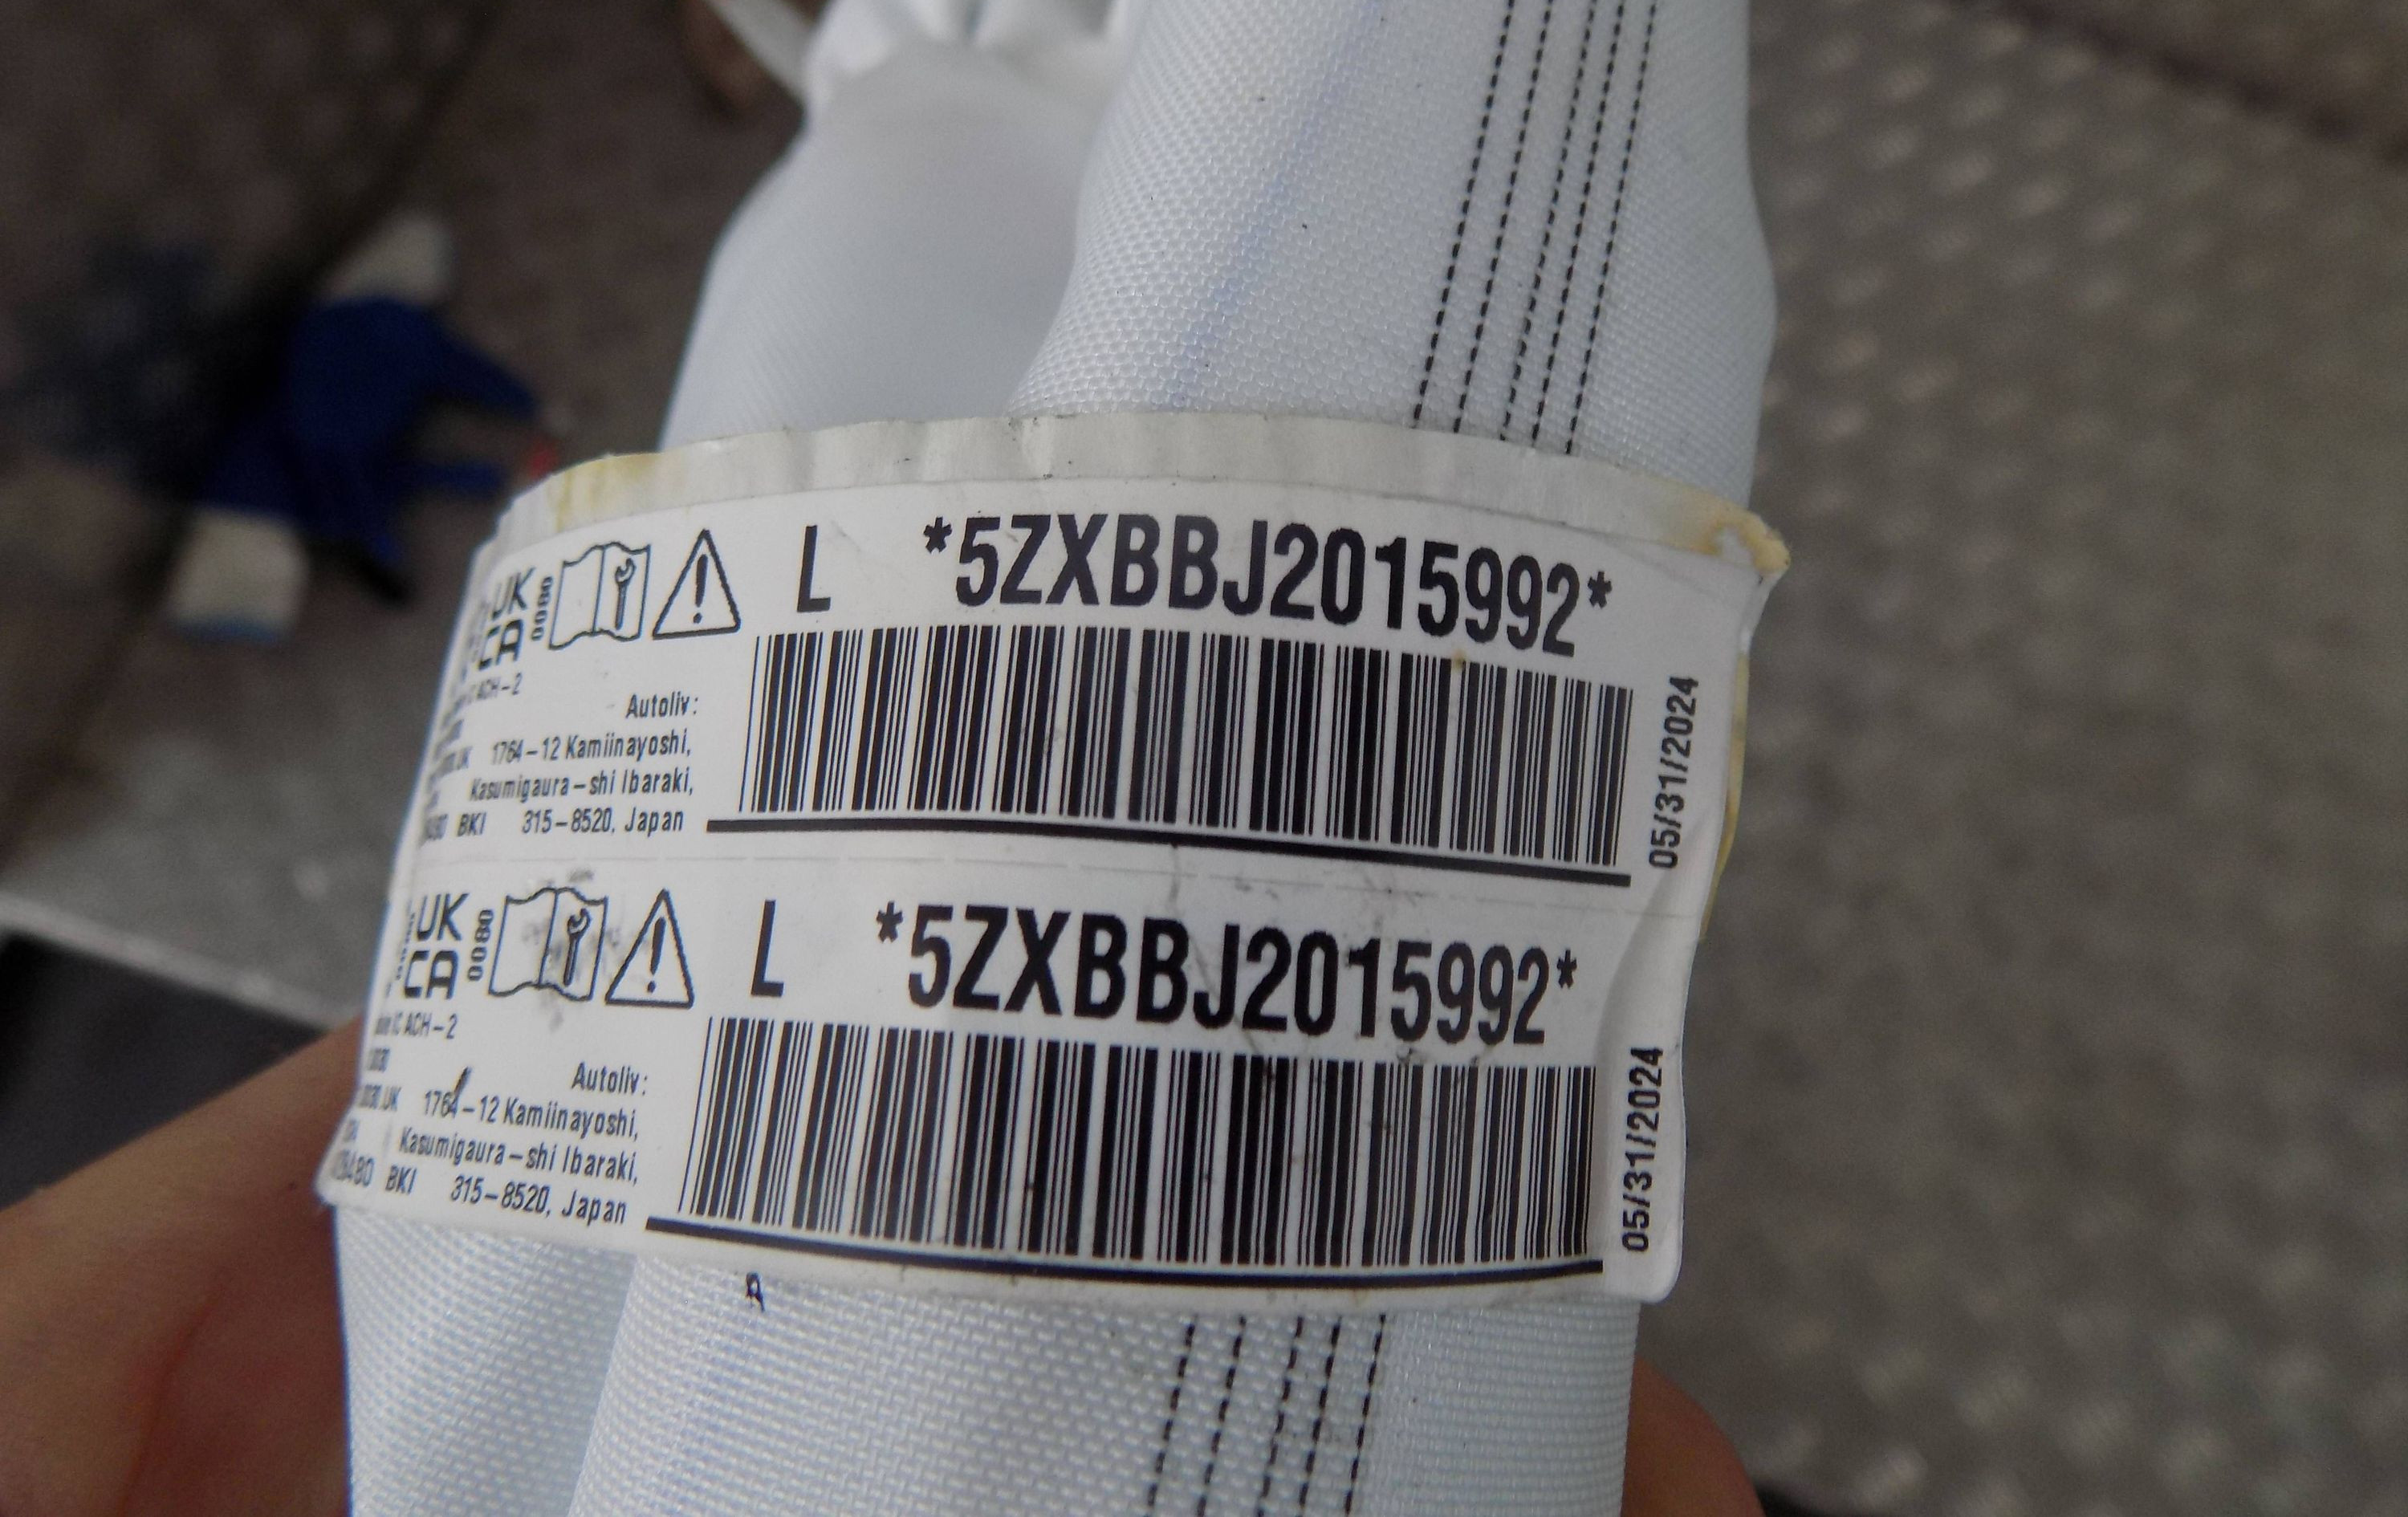 UK
CA
0080
L *5ZXBBJ2015992*
ACH-2
Autoliv:
1764-12 Kamiinayoshi,
Kasumigaura-shi Ibaraki,
BKI 315-8520, Japan
05/31/2024
UK
CA
0080
L *5ZXBBJ2015992*
IC ACH-2
Autoliv:
UK 1764-12 Kamiinayoshi,
Kasumigaura-shi Ibaraki,
BKI 315-8520, Japan
05/31/2024